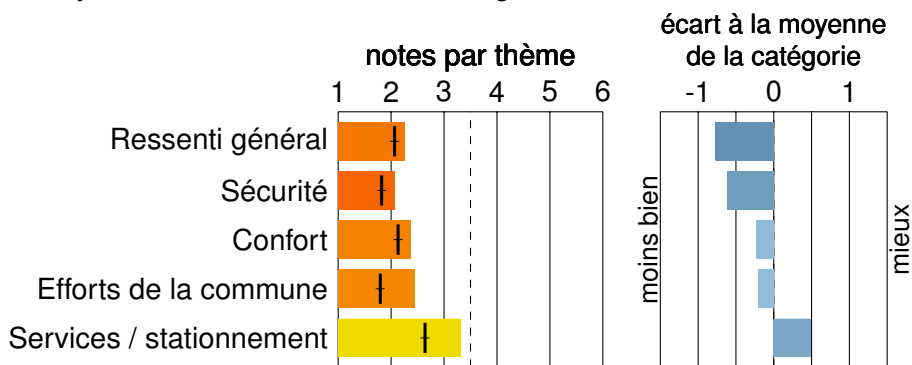 écart à la moyenne
de la catégorie
notes par thème
1 2 3 4 5 6
-1 0 1
Ressenti général
Sécurité
Confort
Efforts de la commune
Services / stationnement
moins bien
mieux